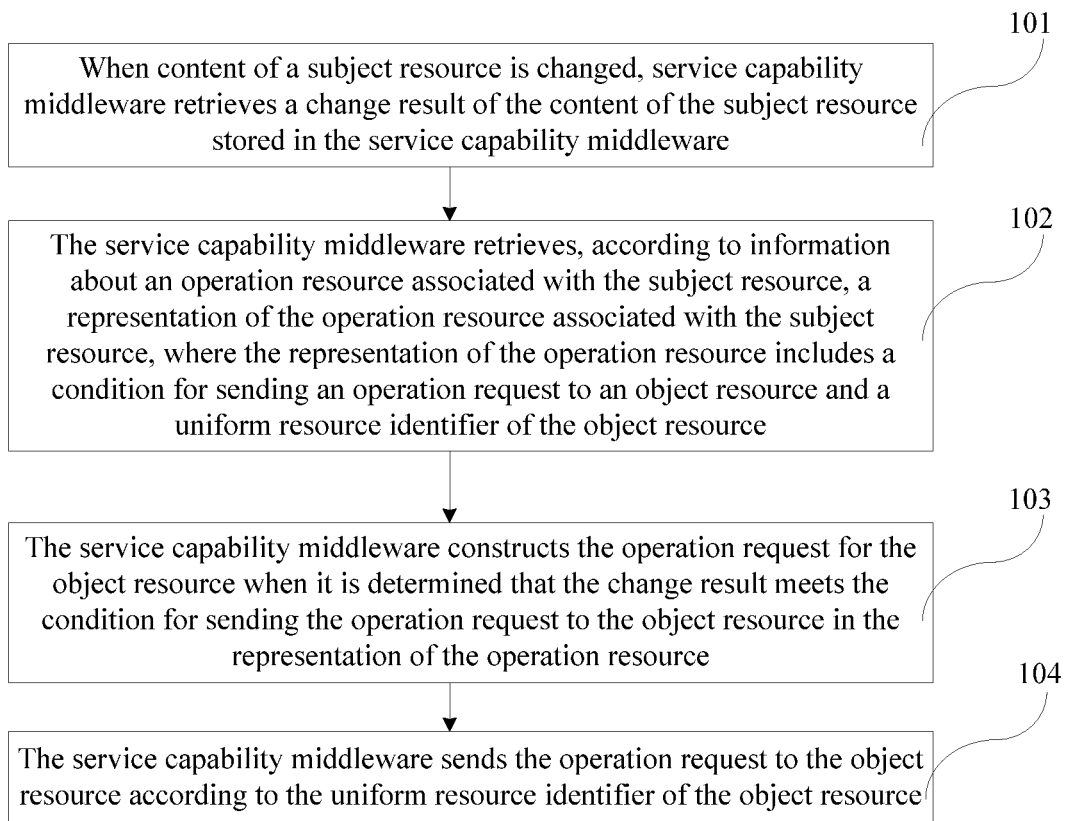 101
When content of a subject resource is changed, service capability
middleware retrieves a change result of the content of the subject resource
stored in the service capability middleware
102
The service capability middleware retrieves, according to information
about an operation resource associated with the subject resource, a
representation of the operation resource associated with the subject
resource, where the representation of the operation resource includes a
condition for sending an operation request to an object resource and a
uniform resource identifier of the object resource
103
The service capability middleware constructs the operation request for the
object resource when it is determined that the change result meets the
condition for sending the operation request to the object resource in the
representation of the operation resource
104
The service capability middleware sends the operation request to the object
resource according to the uniform resource identifier of the object resource